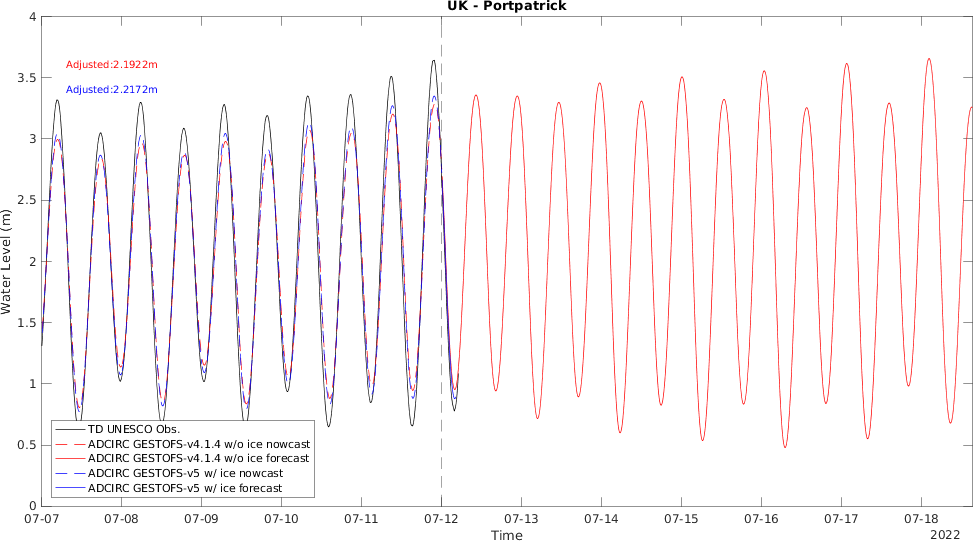 UK - Portpatrick
Adjusted:2.1922m
Adjusted:2.2172m
Water Level (m)
4
3.5
3
2.5
2
1.5
1
0.5
0
TD UNESCO Obs.
ADCIRC GESTOFS-v4.1.4 w/o ice nowcast
ADCIRC GESTOFS-v4.1.4 w/o ice forecast
ADCIRC GESTOFS-v5 w/ ice nowcast
ADCIRC GESTOFS-v5 w/ ice forecast
07-07 07-08 07-09 07-10 07-11 07-12 07-13 07-14 07-15 07-16 07-17 07-18
Time
2022